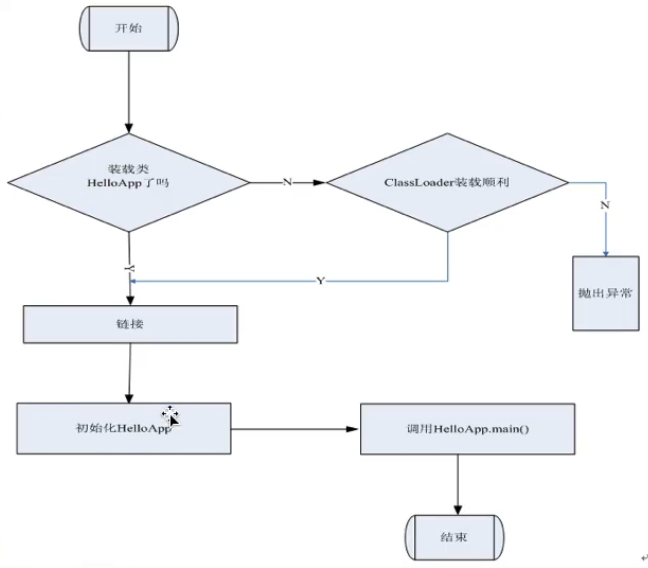 开始
装载类
HelloApp了吗
N
ClassLoader装载顺利
N
Y
Y
抛出异常
链接
初始化HelloApp
调用HelloApp.main()
结束